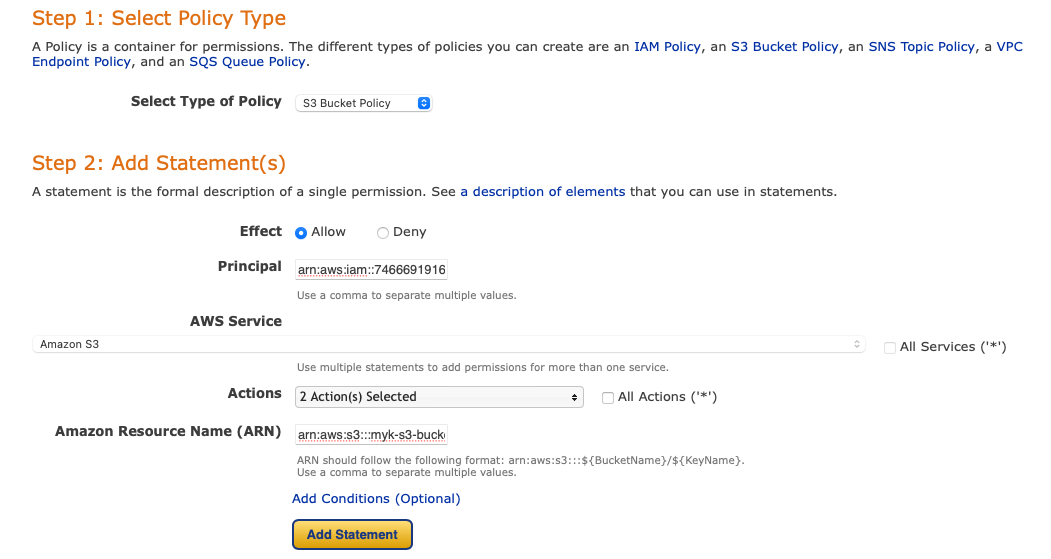 Step 1: Select Policy Type
A Policy is a container for permissions. The different types of policies you can create are an IAM Policy, an S3 Bucket Policy, an SNS Topic Policy, a VPC
Endpoint Policy, and an SQS Queue Policy.
Select Type of Policy S3 Bucket Policy
Step 2: Add Statement(s)
A statement is the formal description of a single permission. See a description of elements that you can use in statements.
Effect Allow Deny
Principal arn:aws:iam::7466691916
Use a comma to separate multiple values.
AWS Service
Amazon S3 All Services ('*')
Use multiple statements to add permissions for more than one service.
Actions 2 Action(s) Selected All Actions ('*')
Amazon Resource Name (ARN) arn:aws:s3:::myk-s3-buck
ARN should follow the following format: arn:aws:s3:::${BucketName}/${KeyName}.
Use a comma to separate multiple values.
Add Conditions (Optional)
Add Statement